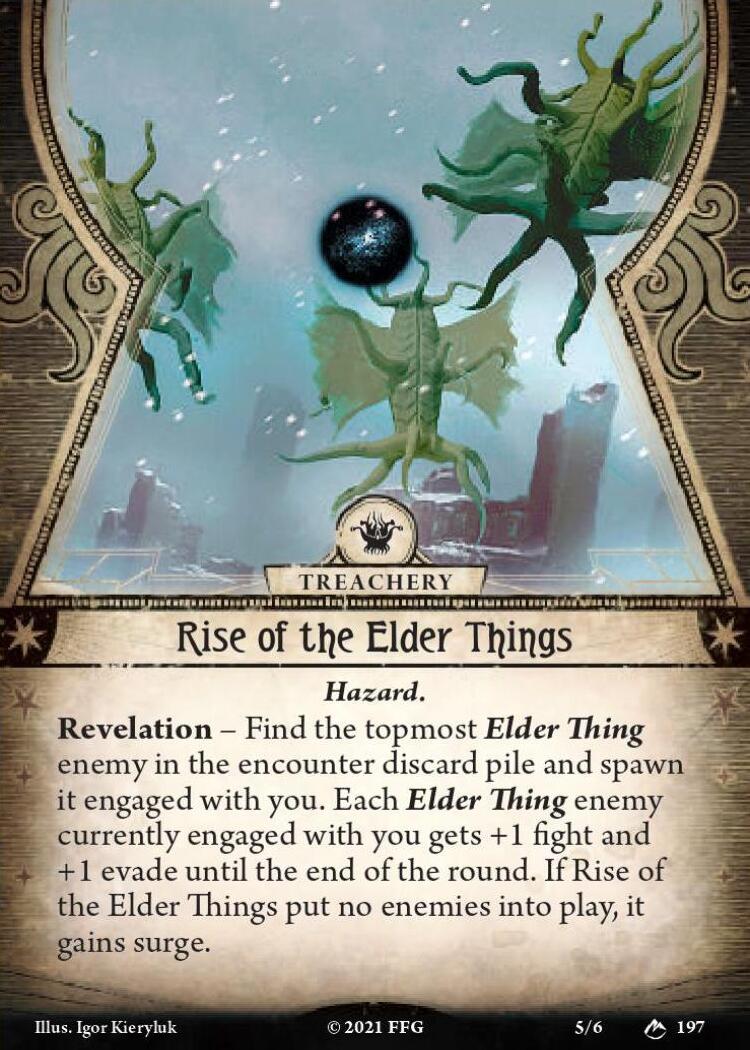 TREACHERY
Rise of the Elder Things
Hazard.
Revelation – Find the topmost Elder Thing
enemy in the encounter discard pile and spawn
it engaged with you. Each Elder Thing enemy
currently engaged with you gets +1 fight and
+1 evade until the end of the round. If Rise of
the Elder Things put no enemies into play, it
gains surge.
Illus. Igor Kieryluk © 2021 FFG 5/6 197